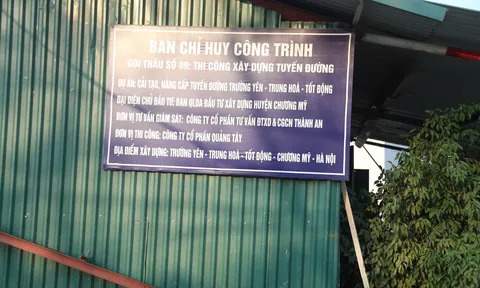 BAN CHỈ HUY CÔNG TRÌNH
GÓI THẦU SỐ 09: THI CÔNG XÂY DỰNG TUYẾN ĐƯỜNG
DỰ ÁN: CẢI TẠO, NÂNG CẤP TUYẾN ĐƯỜNG TRƯỜNG YÊN - TRUNG HOÀ - TỐT ĐỘNG
ĐẠI DIỆN CHỦ ĐẦU TƯ: BAN QLDA ĐẦU TƯ XÂY DỰNG HUYỆN CHƯƠNG MỸ
ĐƠN VỊ TƯ VẤN GIÁM SÁT: CÔNG TY CỔ PHẦN TƯ VẤN ĐTXD & CGCN THÀNH AN
ĐƠN VỊ THI CÔNG: CÔNG TY CỔ PHẦN QUẢNG TÂY
ĐỊA ĐIỂM XÂY DỰNG: TRƯỜNG YÊN - TRUNG HOÀ - TỐT ĐỘNG - CHƯƠNG MỸ - HÀ NỘI